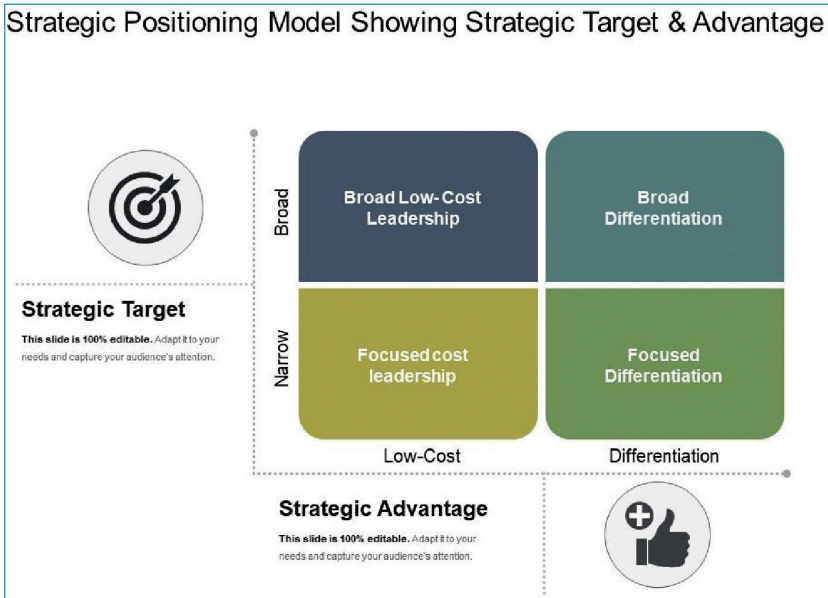 Strategic Positioning Model Showing Strategic Target & Advantage
Broad
Broad Low- Cost
Leadership
Broad
Differentiation
Strategic Target
This slide is 100% editable. Adapt it to your
needs and capture your audience's attention.
Narrow
Focused cost
leadership
Focused
Differentiation
Low-Cost
Differentiation
Strategic Advantage
This slide is 100% editable. Adapt it to your
needs and capture your audience's attention.